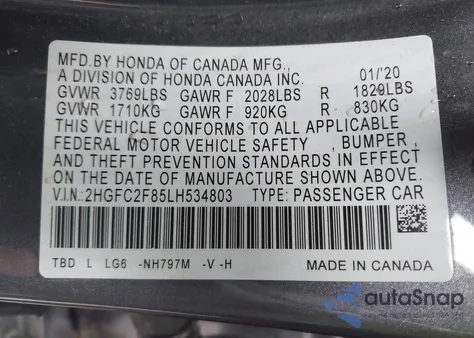 MFD.BY HONDA OF CANADA MFG.,
A DIVISION OF HONDA CANADA INC. 01/'20
GVWR 3769LBS GAWR F 2028LBS R 1829LBS
GVWR 1710KG GAWR F 920KG R 830KG
THIS VEHICLE CONFORMS TO ALL APPLICABLE
FEDERAL MOTOR VEHICLE SAFETY , BUMPER ,
AND THEFT PREVENTION STANDARDS IN EFFECT
ON THE DATE OF MANUFACTURE SHOWN ABOVE.
V.I.N.:2HGFC2F85LH534803 TYPE:PASSENGER CAR
TBD L LG6 -NH797M -V -H MADE IN CANADA
autoSnap